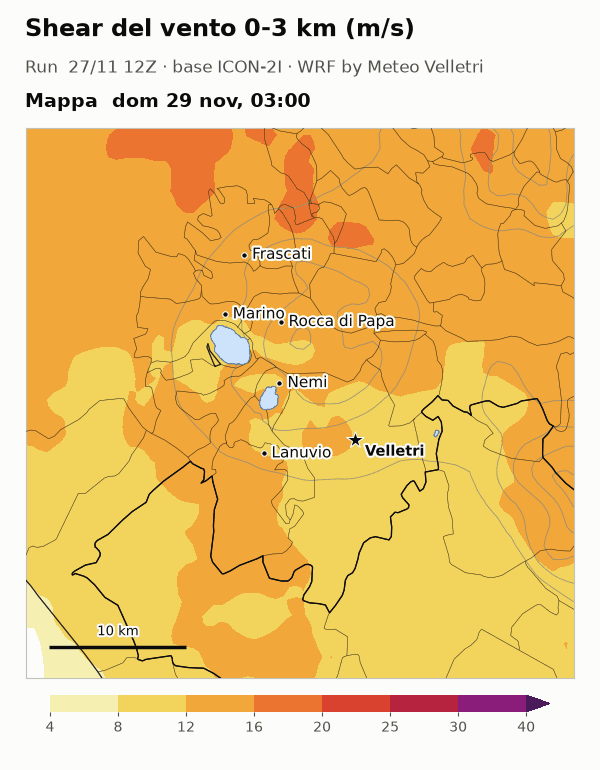 Shear del vento 0-3 km (m/s)
Run  27/11 12Z · base ICON-2I · WRF by Meteo Velletri
Mappa  dom 29 nov, 03:00
Frascati
Marino
Rocca di Papa
Nemi
Velletri
Lanuvio
10 km
4 8 12 16 20 25 30 40